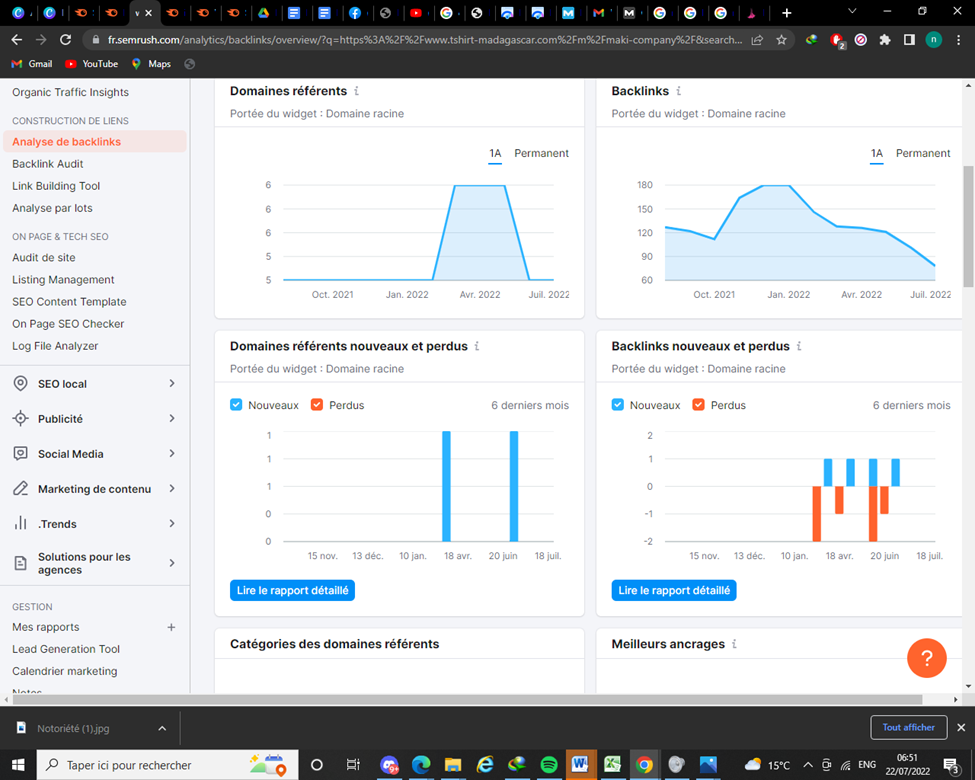 fr.semrush.com/analytics/backlinks/overview/?q=https%3A%2F%2Fwww.tshirt-madagascar.com%2Fm%2Fmaki-company%2F&search...
2
n
Gmail
YouTube
Maps
Organic Traffic Insights
CONSTRUCTION DE LIENS
Analyse de backlinks
Backlink Audit
Link Building Tool
Analyse par lots
ON PAGE & TECH SEO
Audit de site
Listing Management
SEO Content Template
On Page SEO Checker
Log File Analyzer
SEO local
Publicité
Social Media
Marketing de contenu
.Trends
Solutions pour les
agences
GESTION
Mes rapports +
Lead Generation Tool
Calendrier marketing
Notes
Domaines référents i
Portée du widget : Domaine racine
1A Permanent
6
6
6
5
5
Oct. 2021 Jan. 2022 Avr. 2022 Juil. 2022
Backlinks i
Portée du widget : Domaine racine
1A Permanent
180
150
120
90
60
Oct. 2021 Jan. 2022 Avr. 2022 Juil. 2022
Domaines référents nouveaux et perdus i
Portée du widget : Domaine racine
Nouveaux Perdus 6 derniers mois
1
1
1
0
0
15 nov. 13 déc. 10 jan. 18 avr. 20 juin 18 juil.
Lire le rapport détaillé
Backlinks nouveaux et perdus i
Portée du widget : Domaine racine
Nouveaux Perdus 6 derniers mois
2
1
0
-1
-2
15 nov. 13 déc. 10 jan. 18 avr. 20 juin 18 juil.
Lire le rapport détaillé
Catégories des domaines référents
Meilleurs ancrages i
?
Notoriété (1).jpg
Tout afficher
Taper ici pour rechercher
15°C
ENG
06:51
22/07/2022